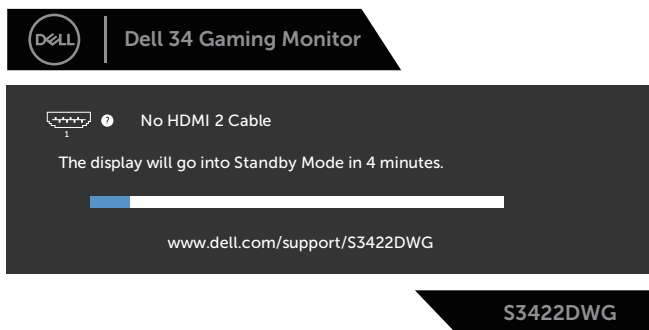 DELL
Dell 34 Gaming Monitor
? No HDMI 2 Cable
1
The display will go into Standby Mode in 4 minutes.
www.dell.com/support/S3422DWG
S3422DWG